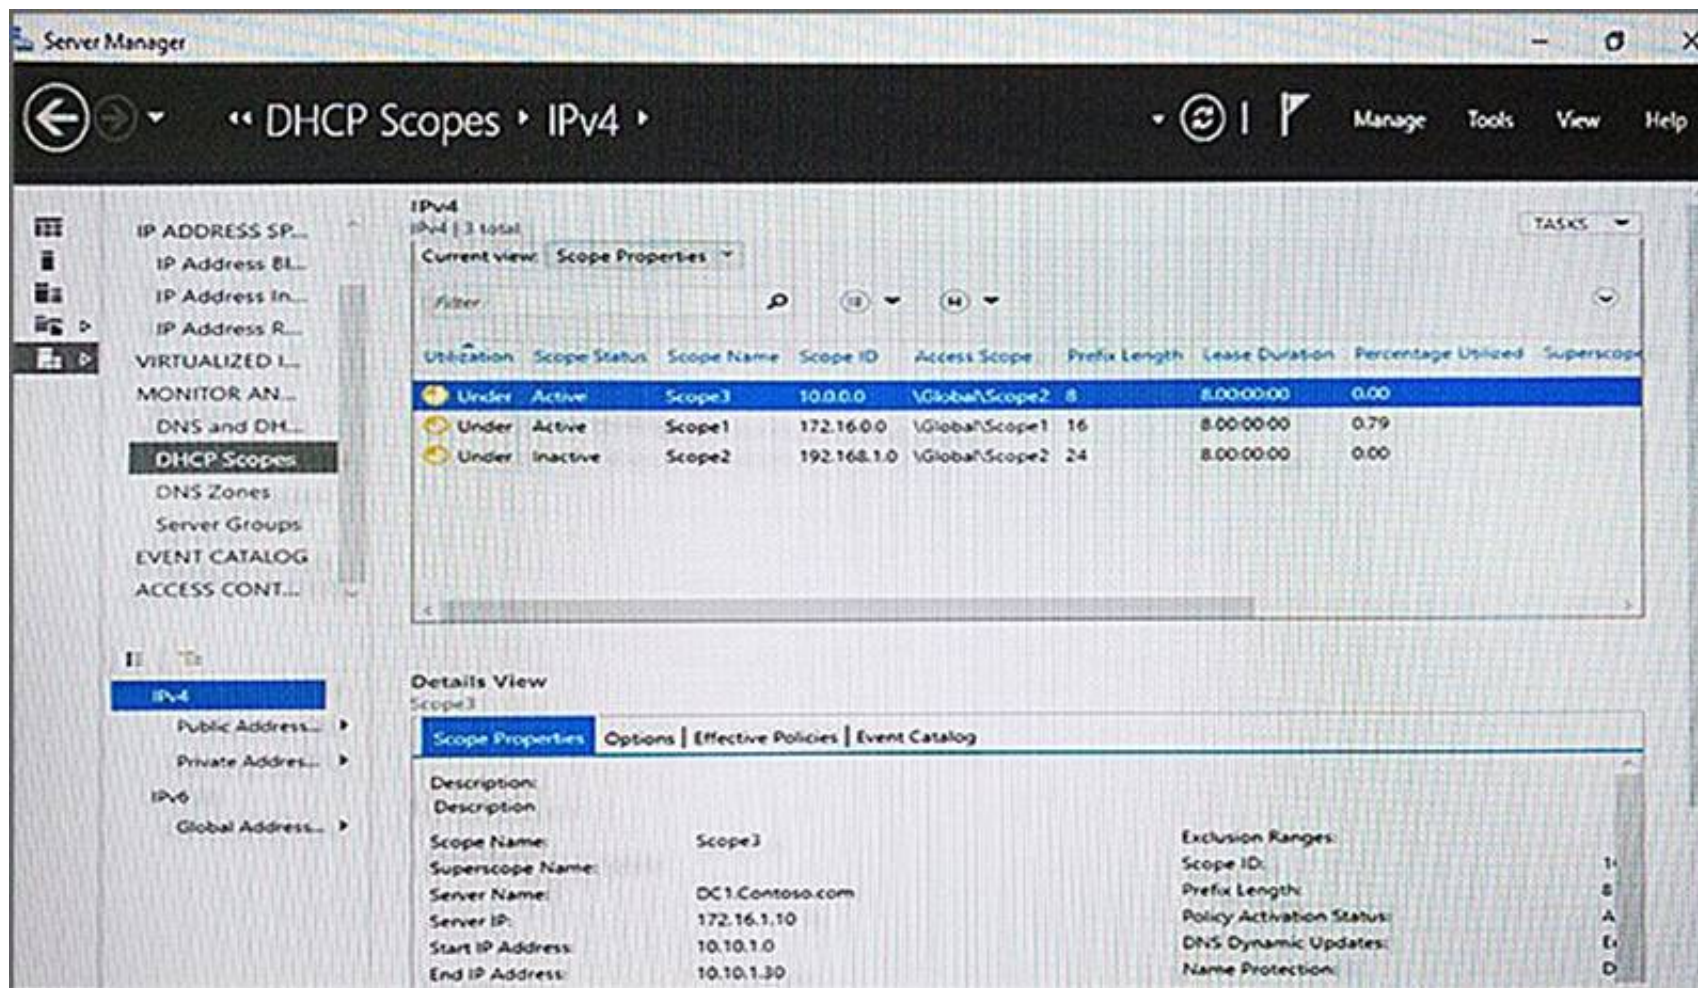 Server Manager
DHCP Scopes IPv4
Manage Tools View Help
IP ADDRESS SP...
IP Address Bl...
IP Address In...
IP Address R...
VIRTUALIZED I...
MONITOR AN...
DNS and DH...
DHCP Scopes
DNS Zones
Server Groups
EVENT CATALOG
ACCESS CONT...
IPv4
Public Address...
Private Addres...
IPv6
Global Address...
IPv4
IPv4 | 3 total
TASKS
Current view: Scope Properties
Filter
Utilization Scope Status Scope Name Scope ID Access Scope Prefix Length Lease Duration Percentage Utilized Superscope
Under Active Scope3 10.0.0.0 \Global\Scope2 8 8.00:00:00 0.00
Under Active Scope1 172.16.0.0 \Global\Scope1 16 8.00:00:00 0.79
Under Inactive Scope2 192.168.1.0 \Global\Scope2 24 8.00:00:00 0.00
Details View
Scope3
Scope Properties Options | Effective Policies | Event Catalog
Description:
Description
Scope Name: Scope3
Superscope Name:
Server Name: DC1.Contoso.com
Server IP: 172.16.1.10
Start IP Address: 10.10.1.0
End IP Address: 10.10.1.30
Exclusion Ranges:
Scope ID:
Prefix Length: 8
Policy Activation Status: A
DNS Dynamic Updates:
Name Protection: D